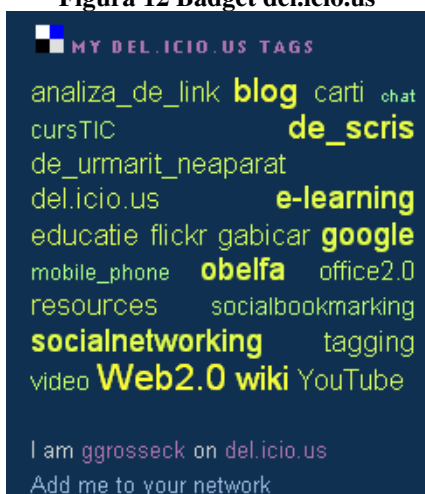 Figura 12 Badget del.icio.us
MY DEL.ICIO.US TAGS
analiza_de_link blog carti chat
cursTIC de_scris
de_urmarit_neaparat
del.icio.us e-learning
educatie flickr gabicar google
mobile_phone obelfa office2.0
resources socialbookmarking
socialnetworking tagging
video Web2.0 wiki YouTube
I am ggrosseck on del.icio.us
Add me to your network